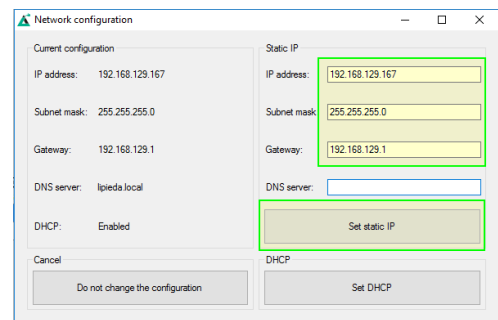 Network configuration
Current configuration
IP address: 192.168.129.167
Subnet mask: 255.255.255.0
Gateway: 192.168.129.1
DNS server: lipieda.local
DHCP: Enabled
Static IP
IP address: 192.168.129.167
Subnet mask 255.255.255.0
Gateway: 192.168.129.1
DNS server:
Set static IP
Cancel
Do not change the configuration
DHCP
Set DHCP